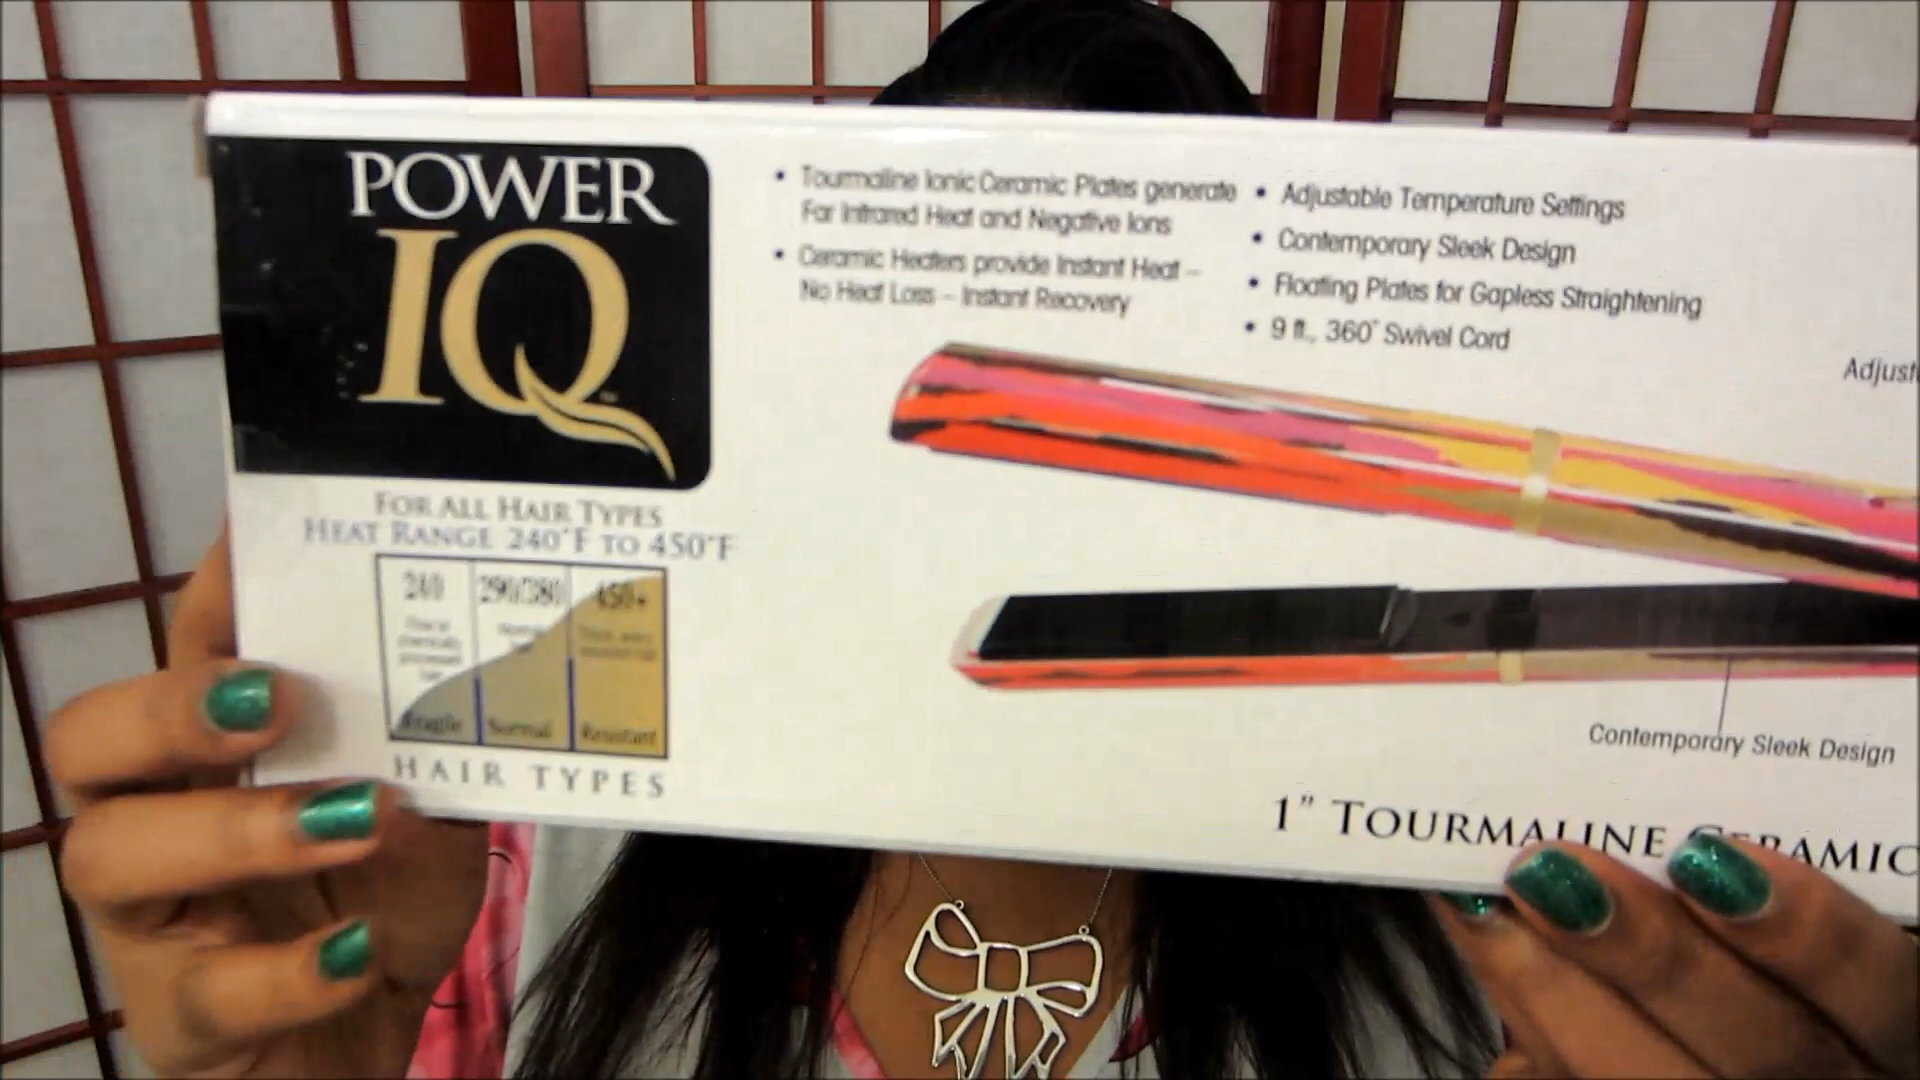 POWER
IQ
FOR ALL HAIR TYPES
HEAT RANGE 240°F TO 450°F
240 290/380 450+
Fragile Normal Resistant
HAIR TYPES
• Tourmaline Ionic Ceramic Plates generate
Far Infrared Heat and Negative Ions
• Ceramic Heaters provide Instant Heat –
No Heat Loss – Instant Recovery
• Adjustable Temperature Settings
• Contemporary Sleek Design
• Floating Plates for Gapless Straightening
• 9 ft., 360° Swivel Cord
Contemporary Sleek Design
1" TOURMALINE CERAMIC